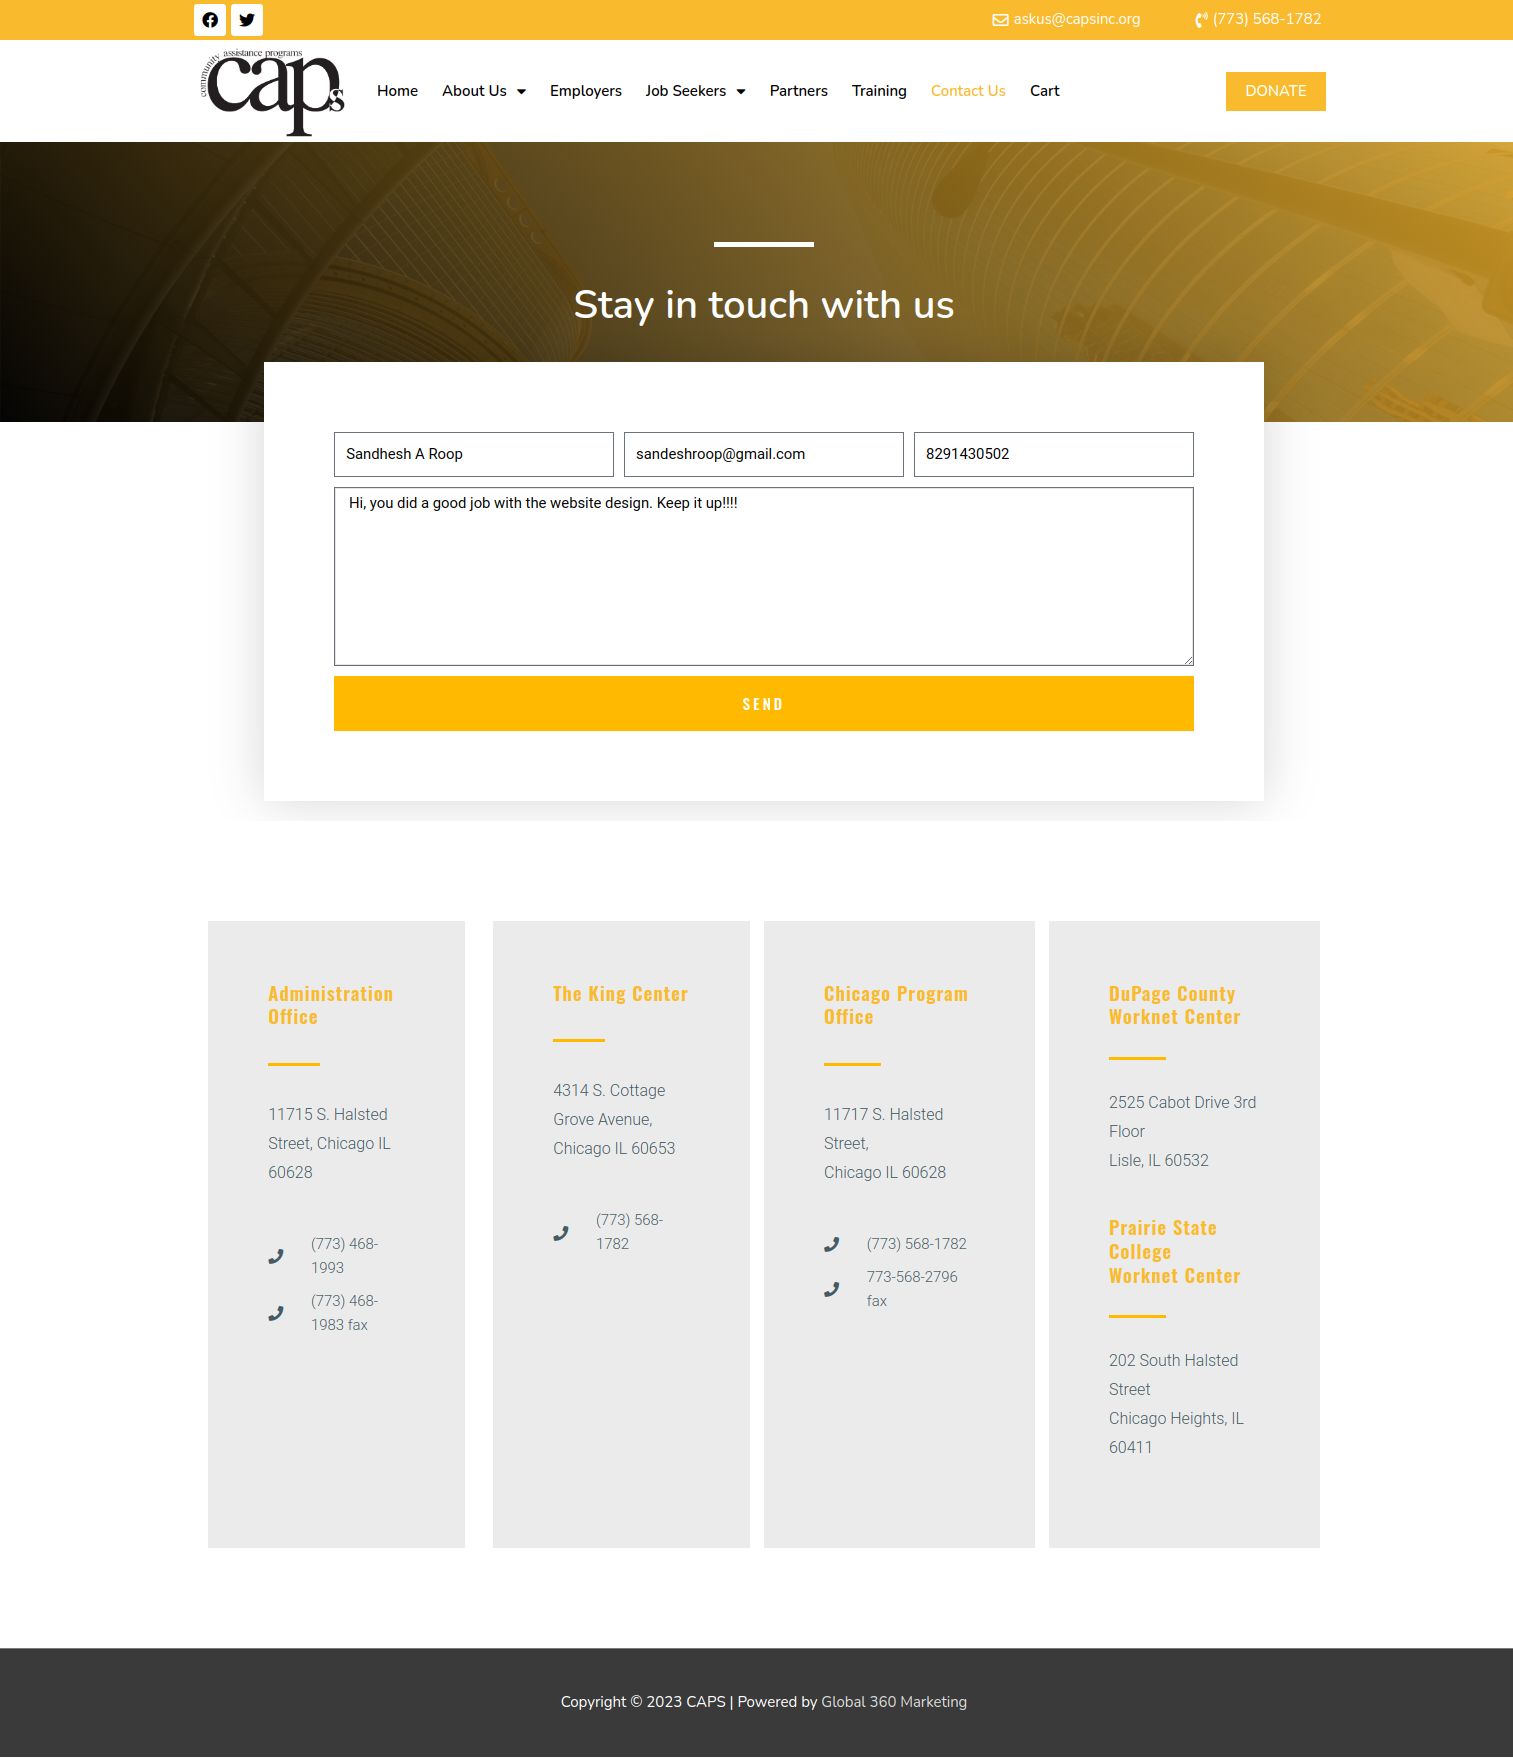 askus@capsinc.org
(773) 568-1782
community assistance programs
caps
Home
About Us
Employers
Job Seekers
Partners
Training
Contact Us
Cart
DONATE
Stay in touch with us
Sandhesh A Roop
sandeshroop@gmail.com
8291430502
Hi, you did a good job with the website design. Keep it up!!!!
SEND
Administration
Office
11715 S. Halsted
Street, Chicago IL
60628
(773) 468-
1993
(773) 468-
1983 fax
The King Center
4314 S. Cottage
Grove Avenue,
Chicago IL 60653
(773) 568-
1782
Chicago Program
Office
11717 S. Halsted
Street,
Chicago IL 60628
(773) 568-1782
773-568-2796
fax
DuPage County
Worknet Center
2525 Cabot Drive 3rd
Floor
Lisle, IL 60532
Prairie State
College
Worknet Center
202 South Halsted
Street
Chicago Heights, IL
60411
Copyright © 2023 CAPS | Powered by Global 360 Marketing